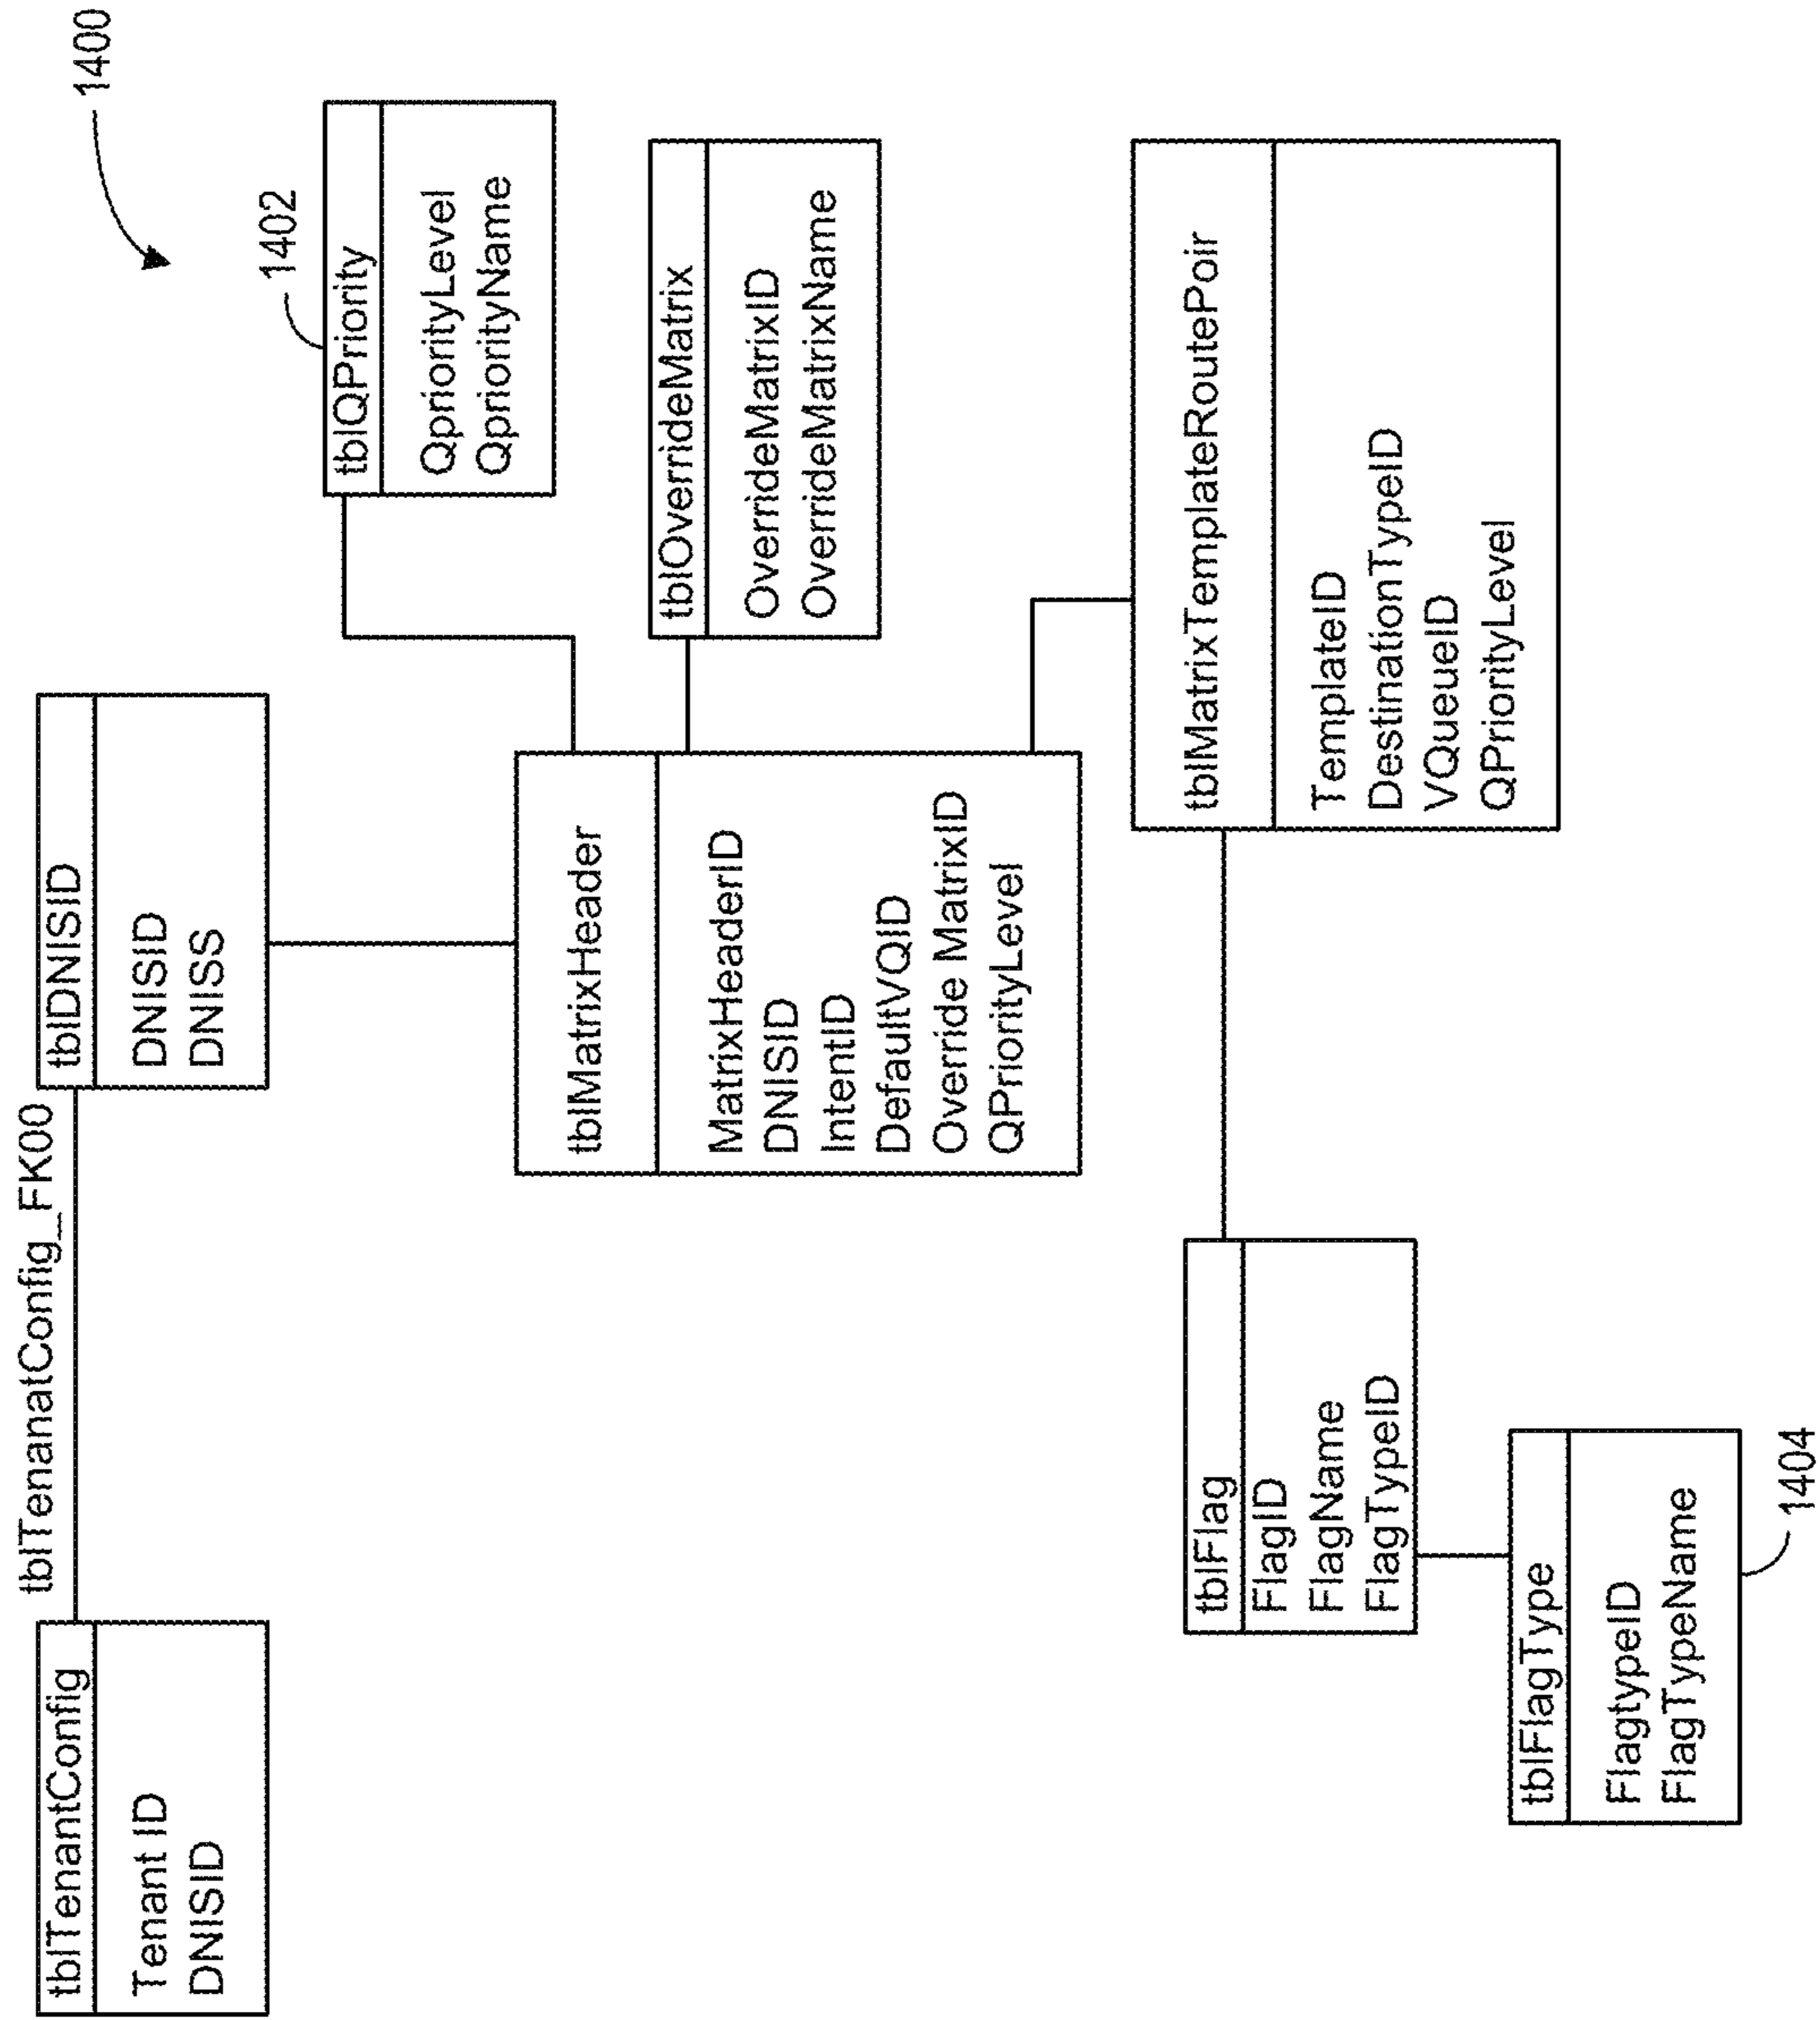 1400
tblTenantConfig
Tenant ID
DNISID
tblTenanatConfig_FK00
tblDNISID
DNISID
DNISS
1402
tblQPriority
QpriorityLevel
QpriorityName
tblMatrixHeader
MatrixHeaderID
DNISID
IntentID
DefaultVQID
Override MatrixID
QPriorityLevel
tblOverrideMatrix
OverrideMatrixID
OverrideMatrixName
tblFlag
FlagID
FlagName
FlagTypeID
tblMatrixTemplateRoutePoir
TemplateID
DestinationTypeID
VQueueID
QPriorityLevel
tblFlagType
FlagtypeID
FlagTypeName
1404